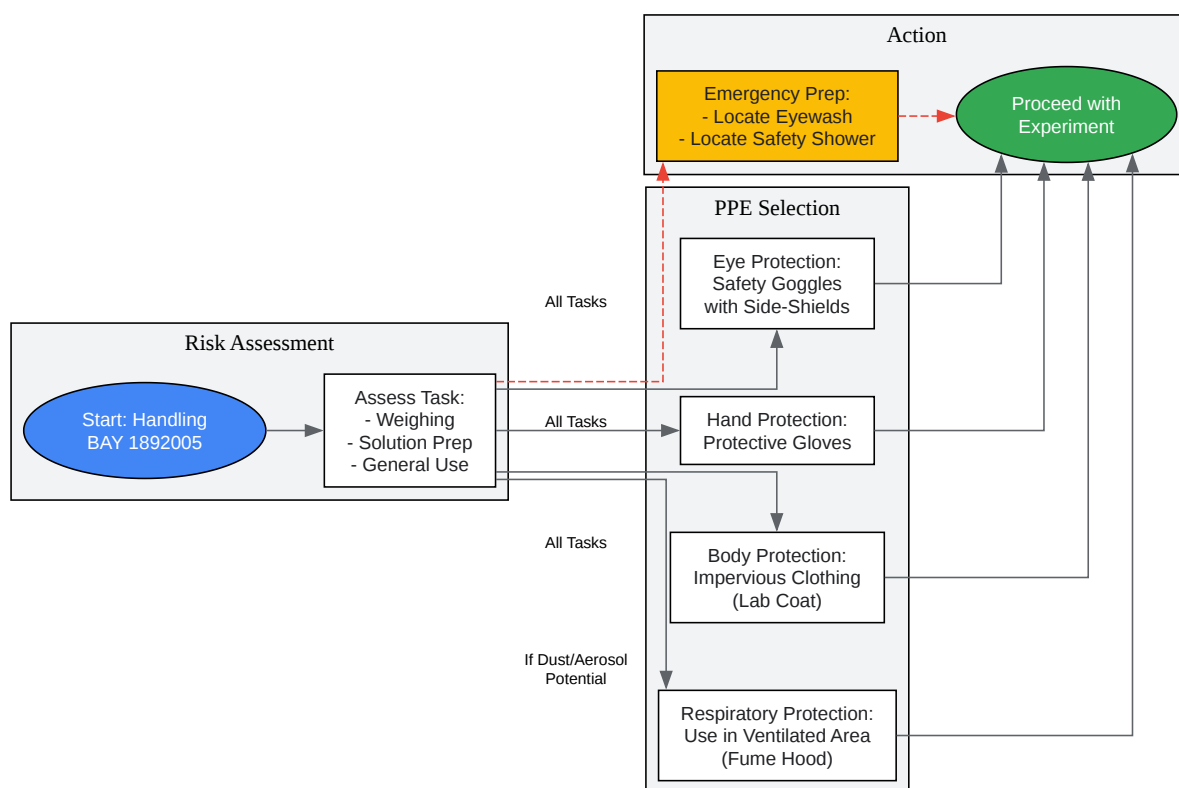 Action
Emergency Prep:
- Locate Eyewash
- Locate Safety Shower
Proceed with
Experiment
PPE Selection
Eye Protection:
Safety Goggles
with Side-Shields
All Tasks
Risk Assessment
Start: Handling
BAY 1892005
Assess Task:
- Weighing
- Solution Prep
- General Use
All Tasks
Hand Protection:
Protective Gloves
All Tasks
Body Protection:
Impervious Clothing
(Lab Coat)
If Dust/Aerosol
Potential
Respiratory Protection:
Use in Ventilated Area
(Fume Hood)